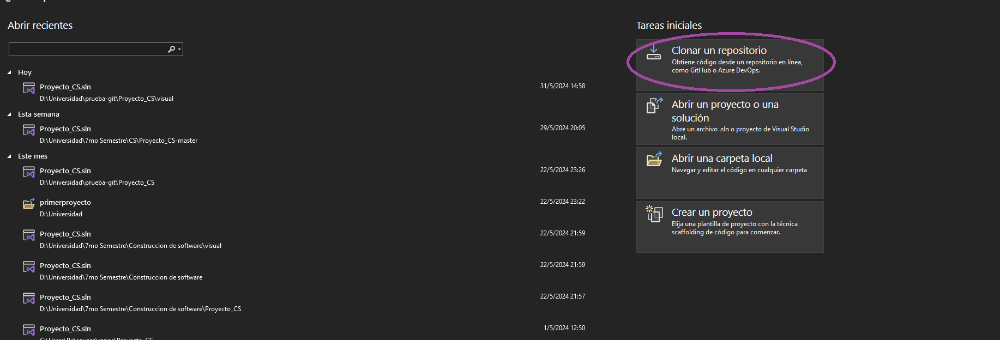 Abrir recientes
Hoy
Proyecto_CS.sln
31/5/2024 14:58
D:\Universidad\prueba-git\Proyecto_CS\visual
Esta semana
Proyecto_CS.sln
29/5/2024 20:05
D:\Universidad\7mo Semestre\CS\Proyecto_CS-master
Este mes
Proyecto_CS.sln
22/5/2024 23:26
D:\Universidad\prueba-git\Proyecto_CS
primerproyecto
22/5/2024 23:22
D:\Universidad
Proyecto_CS.sln
22/5/2024 21:59
D:\Universidad\7mo Semestre\Construccion de software\visual
Proyecto_CS.sln
22/5/2024 21:59
D:\Universidad\7mo Semestre\Construccion de software
Proyecto_CS.sln
22/5/2024 21:57
D:\Universidad\7mo Semestre\Construccion de software\Proyecto_CS
Proyecto_CS.sln
1/5/2024 12:50
Tareas iniciales
Clonar un repositorio
Obtiene código desde un repositorio en línea,
como GitHub o Azure DevOps.
Abrir un proyecto o una
solución
Abre un archivo .sln o proyecto de Visual Studio
local.
Abrir una carpeta local
Navegar y editar el código en cualquier carpeta
Crear un proyecto
Elija una plantilla de proyecto con la técnica
scaffolding de código para comenzar.